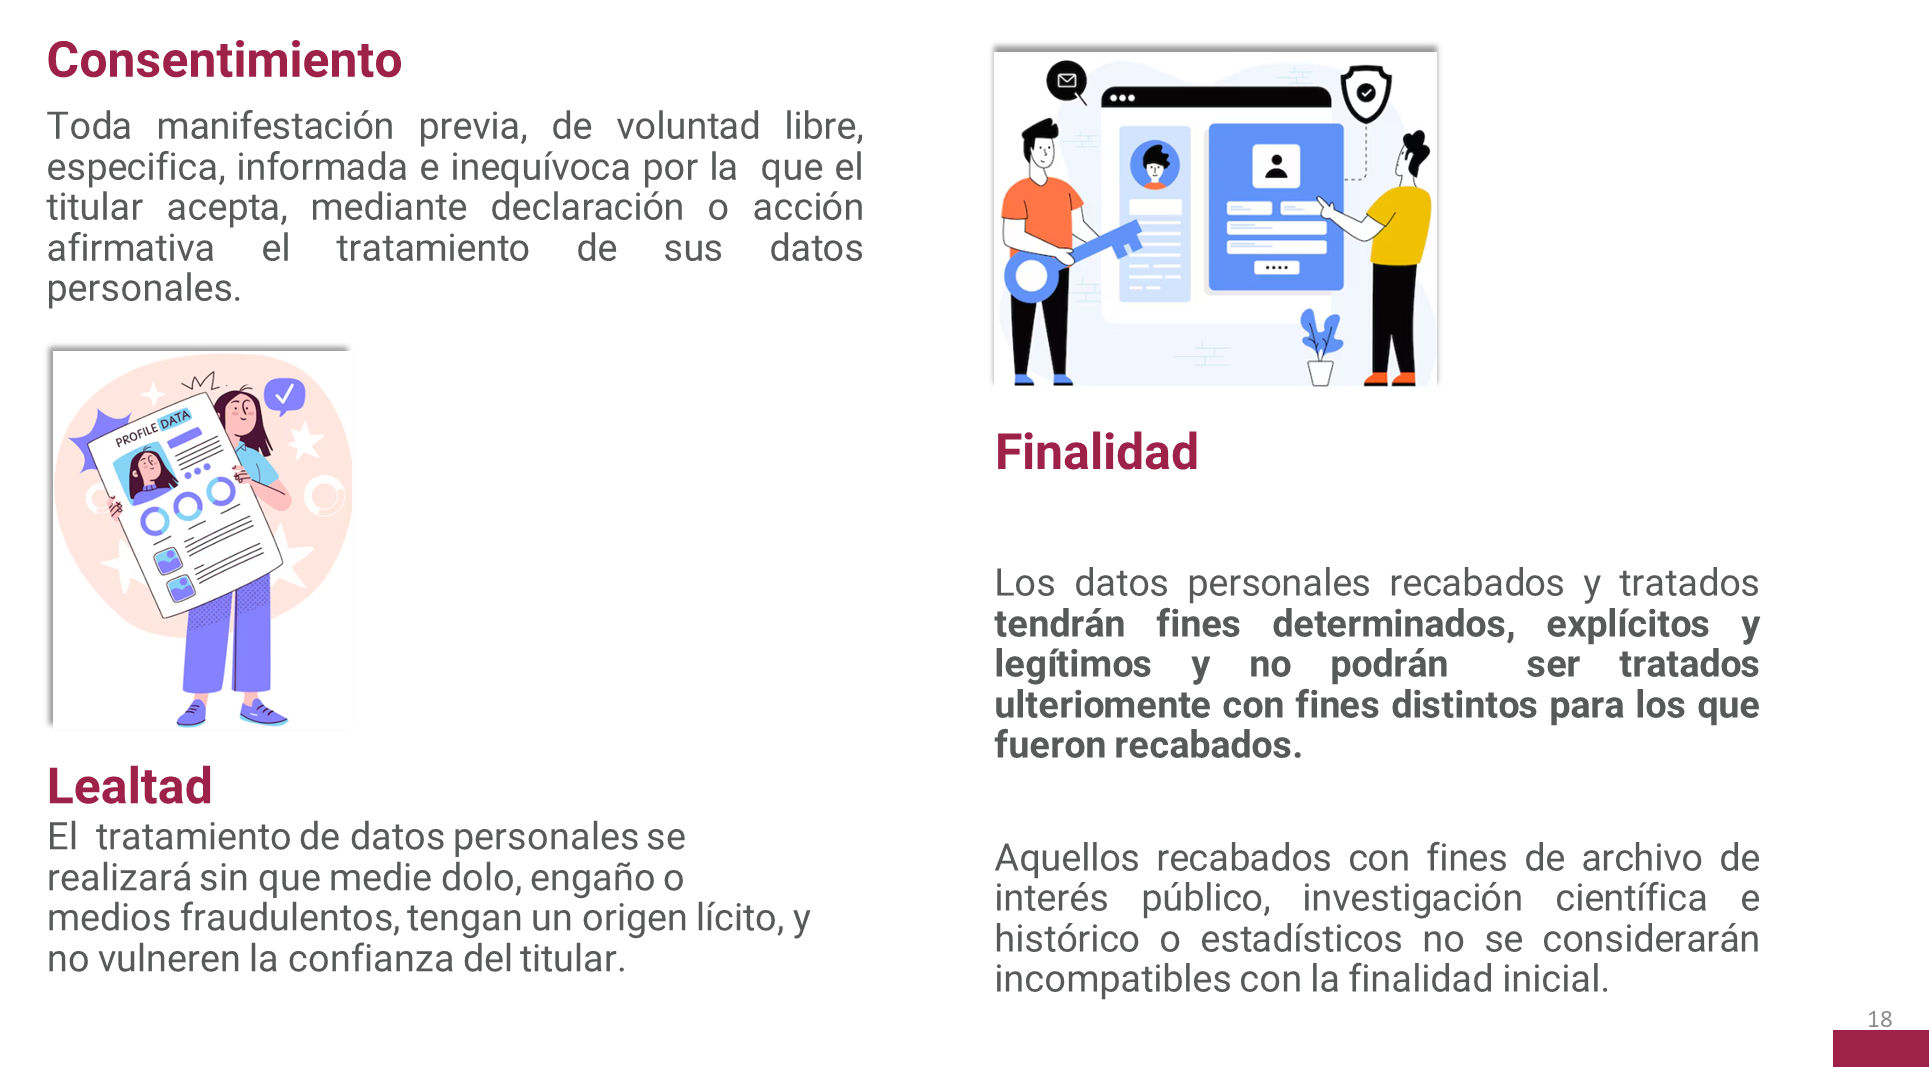 Consentimiento
Toda manifestación previa, de voluntad libre,
especifica, informada e inequívoca por la que el
titular acepta, mediante declaración o acción
afirmativa el tratamiento de sus datos
personales.
PROFILE DATA
Lealtad
El tratamiento de datos personales se
realizará sin que medie dolo, engaño o
medios fraudulentos, tengan un origen lícito, y
no vulneren la confianza del titular.
Finalidad
Los datos personales recabados y tratados
tendrán fines determinados, explícitos y
legítimos y no podrán ser tratados
ulteriomente con fines distintos para los que
fueron recabados.
Aquellos recabados con fines de archivo de
interés público, investigación científica e
histórico o estadísticos no se considerarán
incompatibles con la finalidad inicial.
18